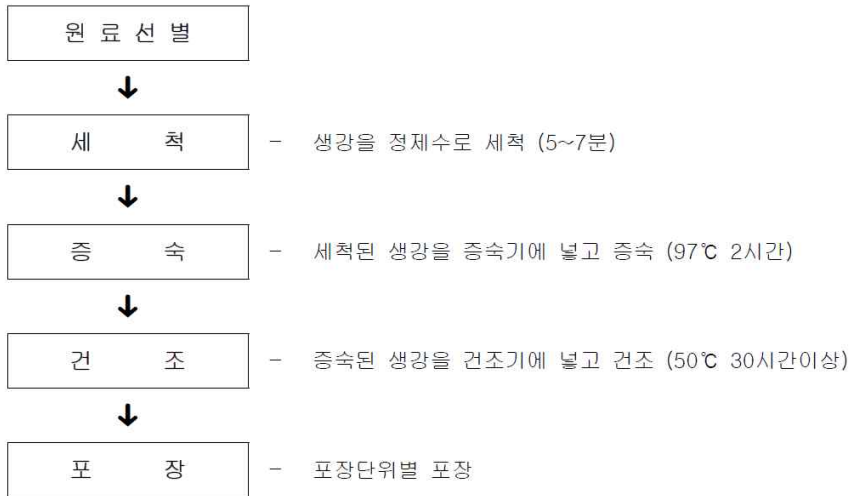 원 료 선 별
↓
세 척 - 생강을 정제수로 세척 (5~7분)
↓
증 숙 - 세척된 생강을 증숙기에 넣고 증숙 (97℃ 2시간)
↓
건 조 - 증숙된 생강을 건조기에 넣고 건조 (50℃ 30시간이상)
↓
포 장 - 포장단위별 포장